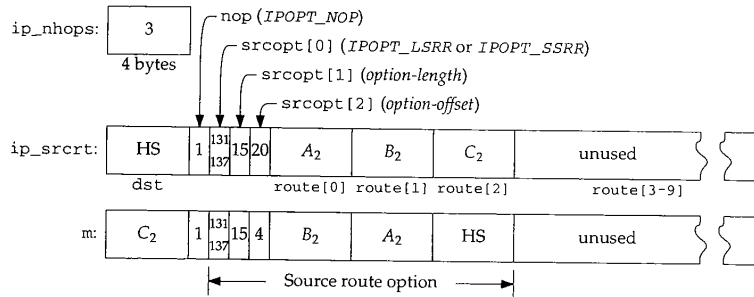 nop (IPOPT_NOP)
ip_nhops: 3
srcopt[0] (IPOPT_LSRR or IPOPT_SSRR)
4 bytes
srcopt[1] (option-length)
srcopt[2] (option-offset)
ip_srcrt: HS 1 131 137 15 20 A2 B2 C2 unused
dst route[0] route[1] route[2] route[3-9]
m: C2 1 131 137 15 4 B2 A2 HS unused
Source route option